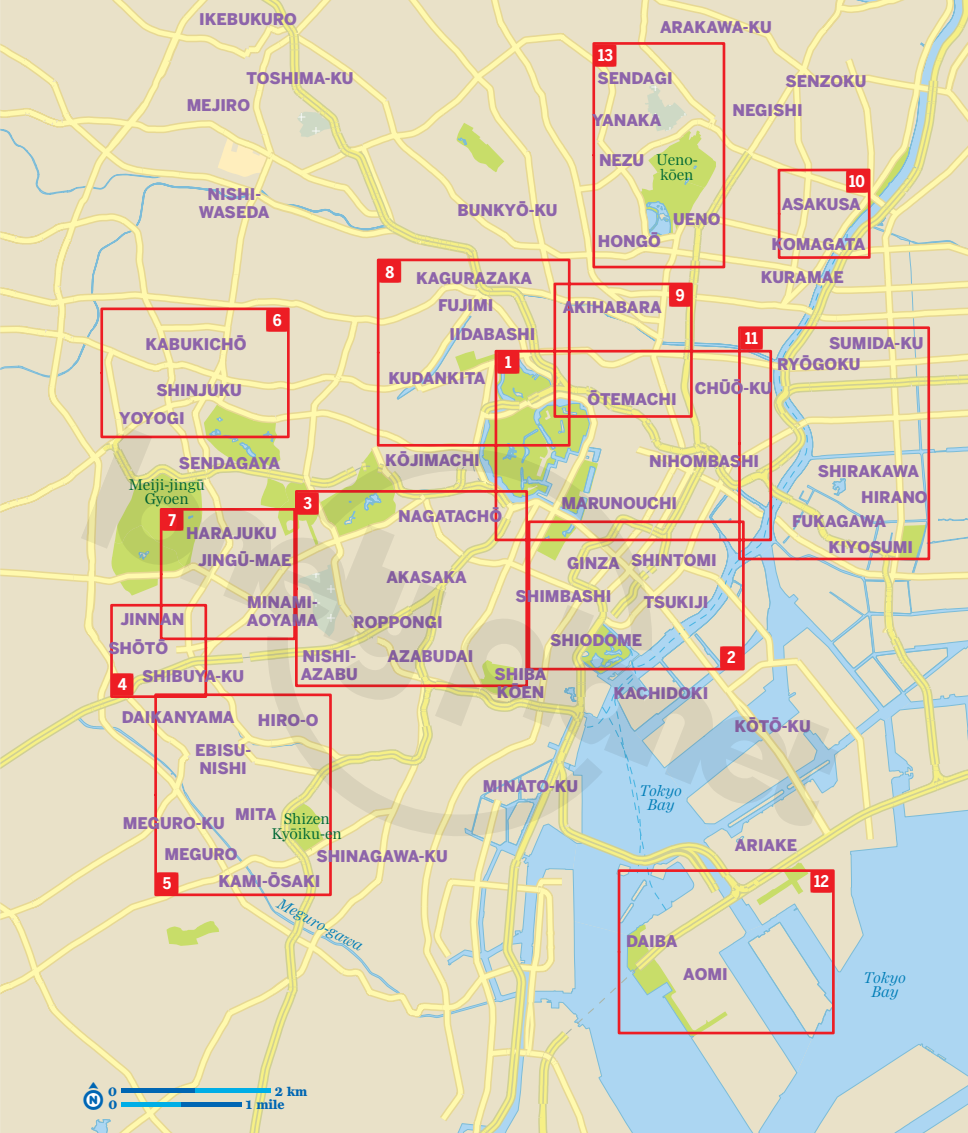 IKEBUKURO
ARAKAWA-KU
13
SENDAGI
TOSHIMA-KU
SENZOKU
MEJIRO
NEGISHI
YANAKA
NEZU
Ueno-
kōen
10
ASAKUSA
NISHI-
WASEDA
BUNKYŌ-KU
UENO
HONGŌ
KOMAGATA
8
KAGURAZAKA
KURAMAE
9
AKIHABARA
FUJIMI
6
IIDABASHI
11
SUMIDA-KU
KABUKICHŌ
1
RYŌGOKU
KUDANKITA
CHŪŌ-KU
SHINJUKU
ŌTEMACHI
YOYOGI
KŌJIMACHI
NIHOMBASHI
SENDAGAYA
SHIRAKAWA
Meiji-jingū
Gyoen
HIRANO
3
MARUNOUCHI
NAGATACHŌ
7
FUKAGAWA
HARAJUKU
KIYOSUMI
JINGŪ-MAE
GINZA
SHINTOMI
AKASAKA
SHIMBASHI
TSUKIJI
MINAMI-
AOYAMA
JINNAN
ROPPONGI
SHIODOME
SHŌTŌ
NISHI-
AZABU
AZABUDAI
2
4
SHIBUYA-KU
SHIBA
KŌEN
KACHIDOKI
DAIKANYAMA
HIRO-O
KŌTŌ-KU
EBISU-
NISHI
MINATO-KU
Tokyo
Bay
MITA
Shizen
Kyōiku-en
MEGURO-KU
ARIAKE
MEGURO
SHINAGAWA-KU
5
KAMI-ŌSAKI
12
Meguro-gawa
DAIBA
AOMI
Tokyo
Bay
N
0
2 km
0
1 mile
lonely planet